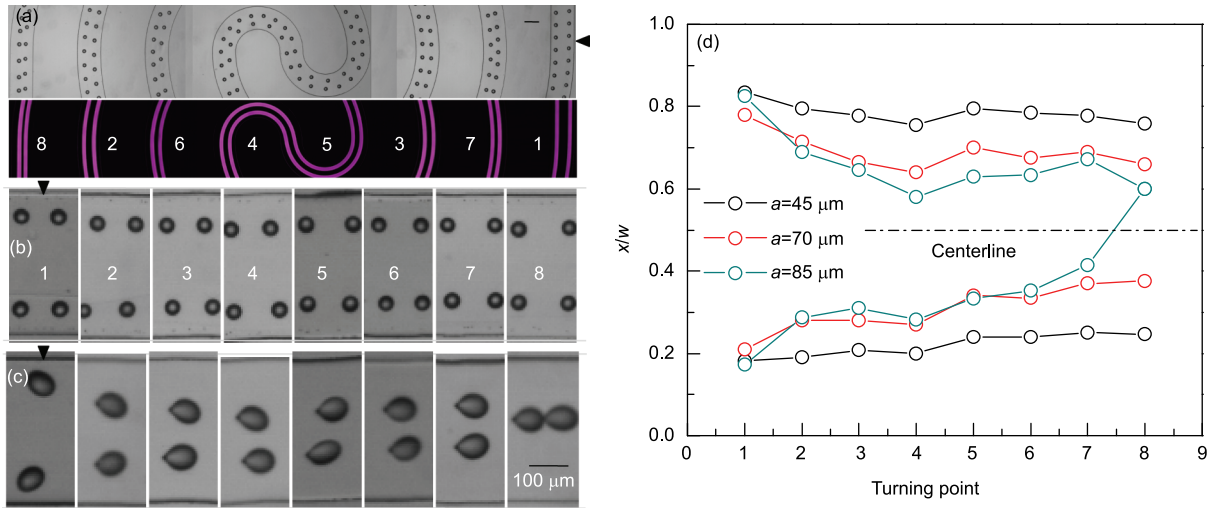 (a)
8 2 6 4 5 3 7 1
(b)
1 2 3 4 5 6 7 8
(c)
100 μm
(d)
1.0
0.8
0.6
0.4
0.2
0.0
x/w
a=45 μm
a=70 μm
a=85 μm
Centerline
0 1 2 3 4 5 6 7 8 9
Turning point